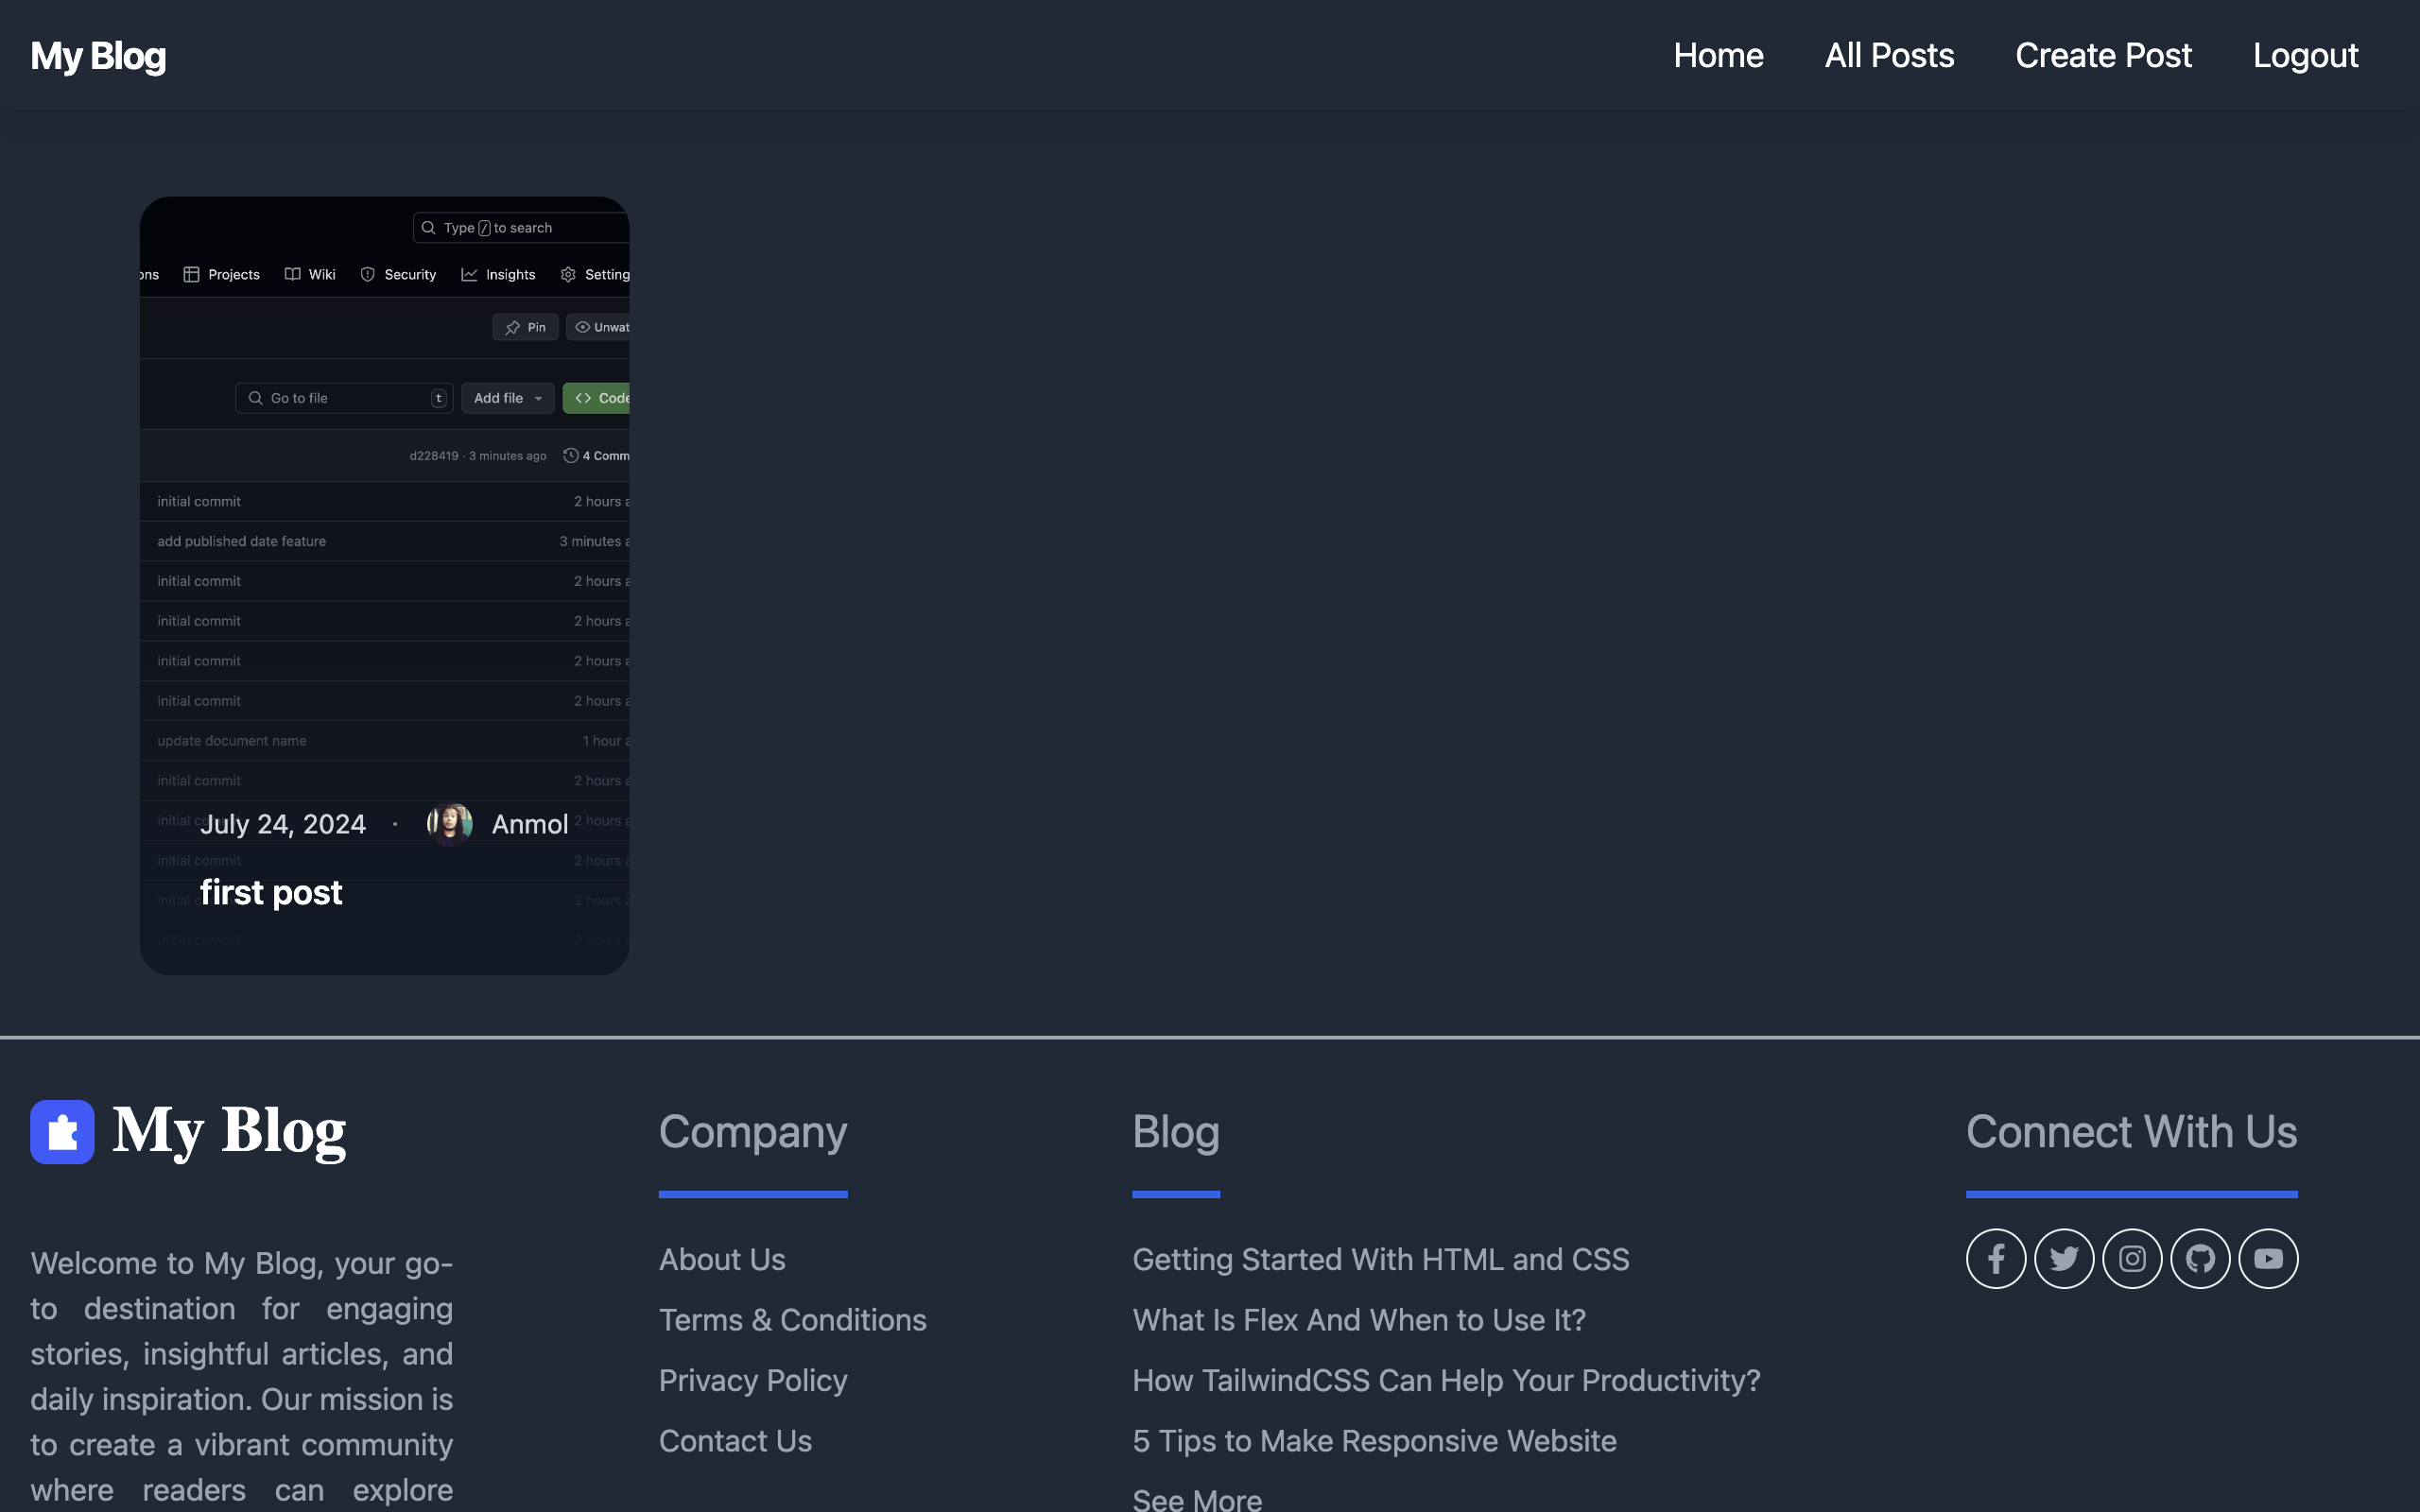 My Blog
Home All Posts Create Post Logout
Type / to search
ons Projects Wiki Security Insights Setting
Pin Unwat
Go to file t Add file Code
d228419 · 3 minutes ago 4 Comm
initial commit 2 hours a
add published date feature 3 minutes a
initial commit 2 hours a
initial commit 2 hours a
initial commit 2 hours a
initial commit 2 hours a
update document name 1 hour a
initial commit 2 hours a
initial co 2 hours a
July 24, 2024 · Anmol
initial commit 2 hours a
initial c 2 hours a
first post
initial commit 2 hours a
My Blog
Welcome to My Blog, your go-
to destination for engaging
stories, insightful articles, and
daily inspiration. Our mission is
to create a vibrant community
where readers can explore
Company
About Us
Terms & Conditions
Privacy Policy
Contact Us
Blog
Getting Started With HTML and CSS
What Is Flex And When to Use It?
How TailwindCSS Can Help Your Productivity?
5 Tips to Make Responsive Website
See More
Connect With Us